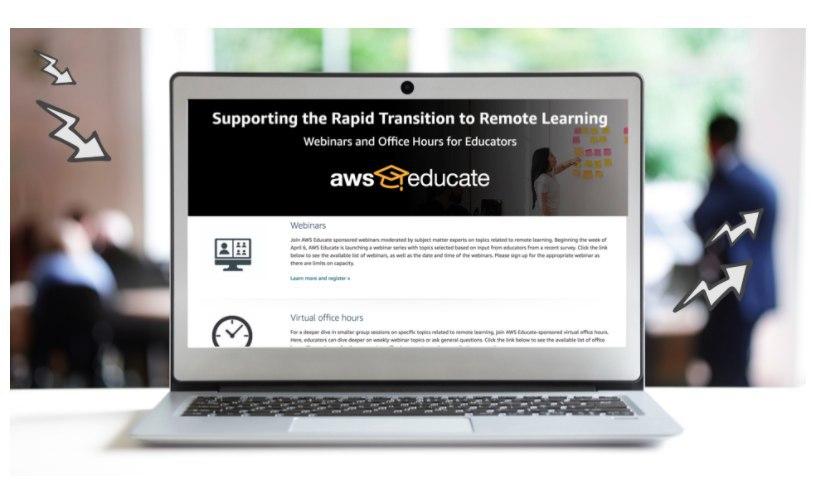 Supporting the Rapid Transition to Remote Learning
Webinars and Office Hours for Educators
aws educate
Webinars
Join AWS Educate sponsored webinars moderated by subject matter experts on topics related to remote learning. Beginning the week of
April 6, AWS Educate is launching a webinar series with topics selected based on input from educators from a recent survey. Click the link
below to see the available list of webinars, as well as the date and time of the webinars. Please sign up for the appropriate webinar as
there are limits on capacity.
Learn more and register »
Virtual office hours
For a deeper dive in smaller group sessions on specific topics related to remote learning, join AWS Educate-sponsored virtual office hours.
Here, educators can dive deeper on weekly webinar topics or ask general questions. Click the link below to see the available list of office